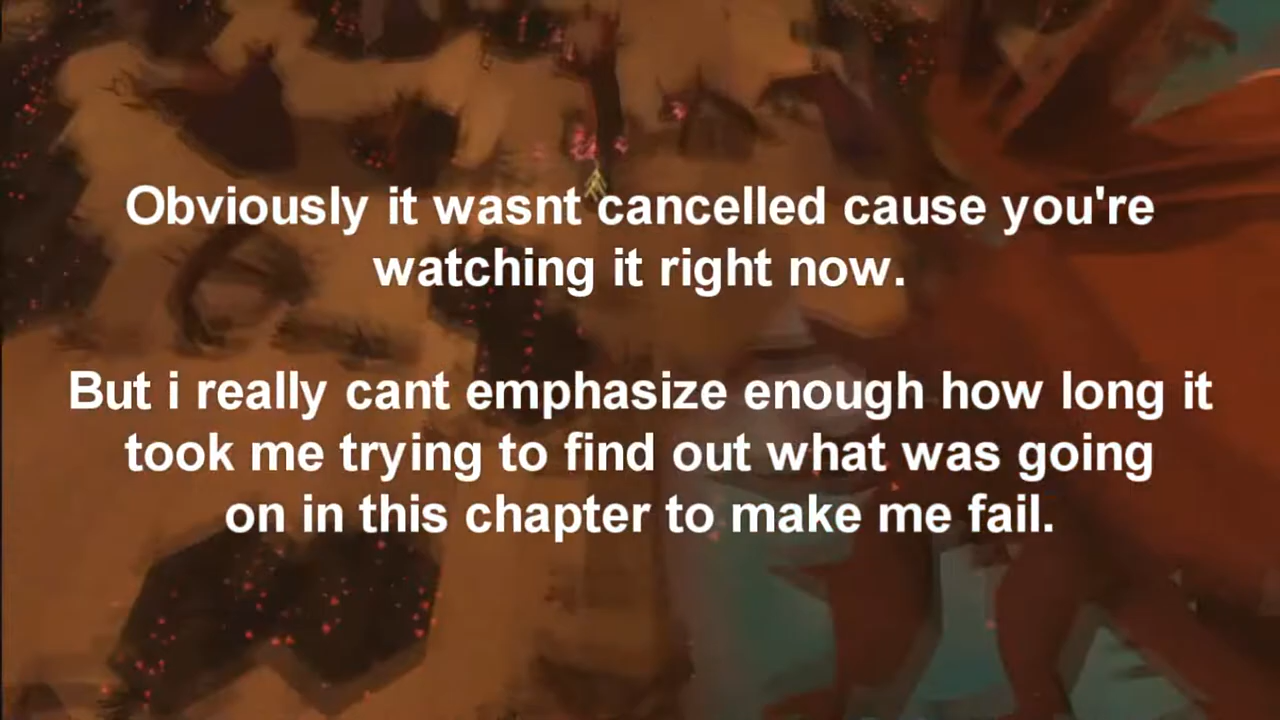 Obviously it wasnt cancelled cause you're
watching it right now.
But i really cant emphasize enough how long it
took me trying to find out what was going
on in this chapter to make me fail.